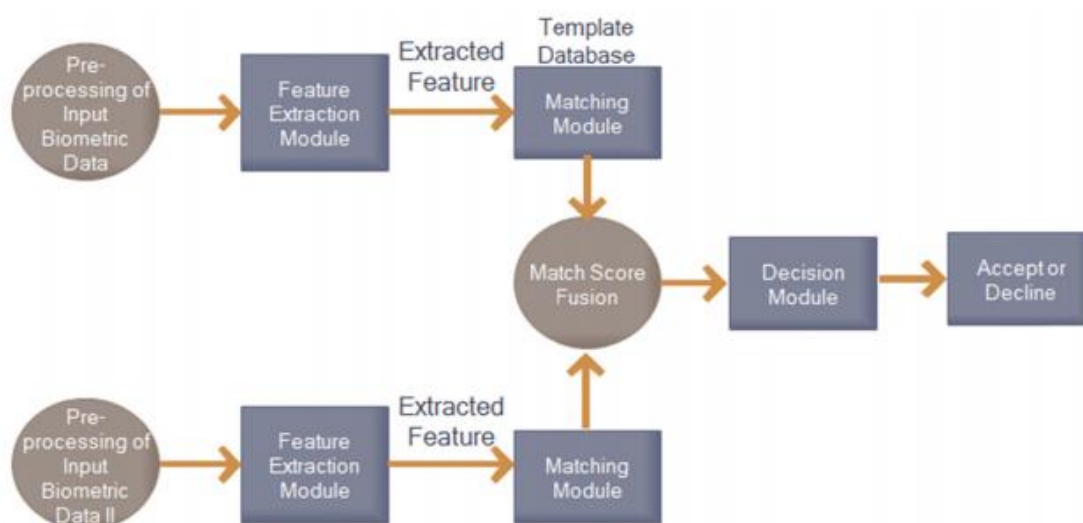 Pre-
processing of
Input
Biometric
Data
Feature
Extraction
Module
Extracted
Feature
Template
Database
Matching
Module
Match Score
Fusion
Decision
Module
Accept or
Decline
Pre-
processing of
Input
Biometric
Data II
Feature
Extraction
Module
Extracted
Feature
Matching
Module